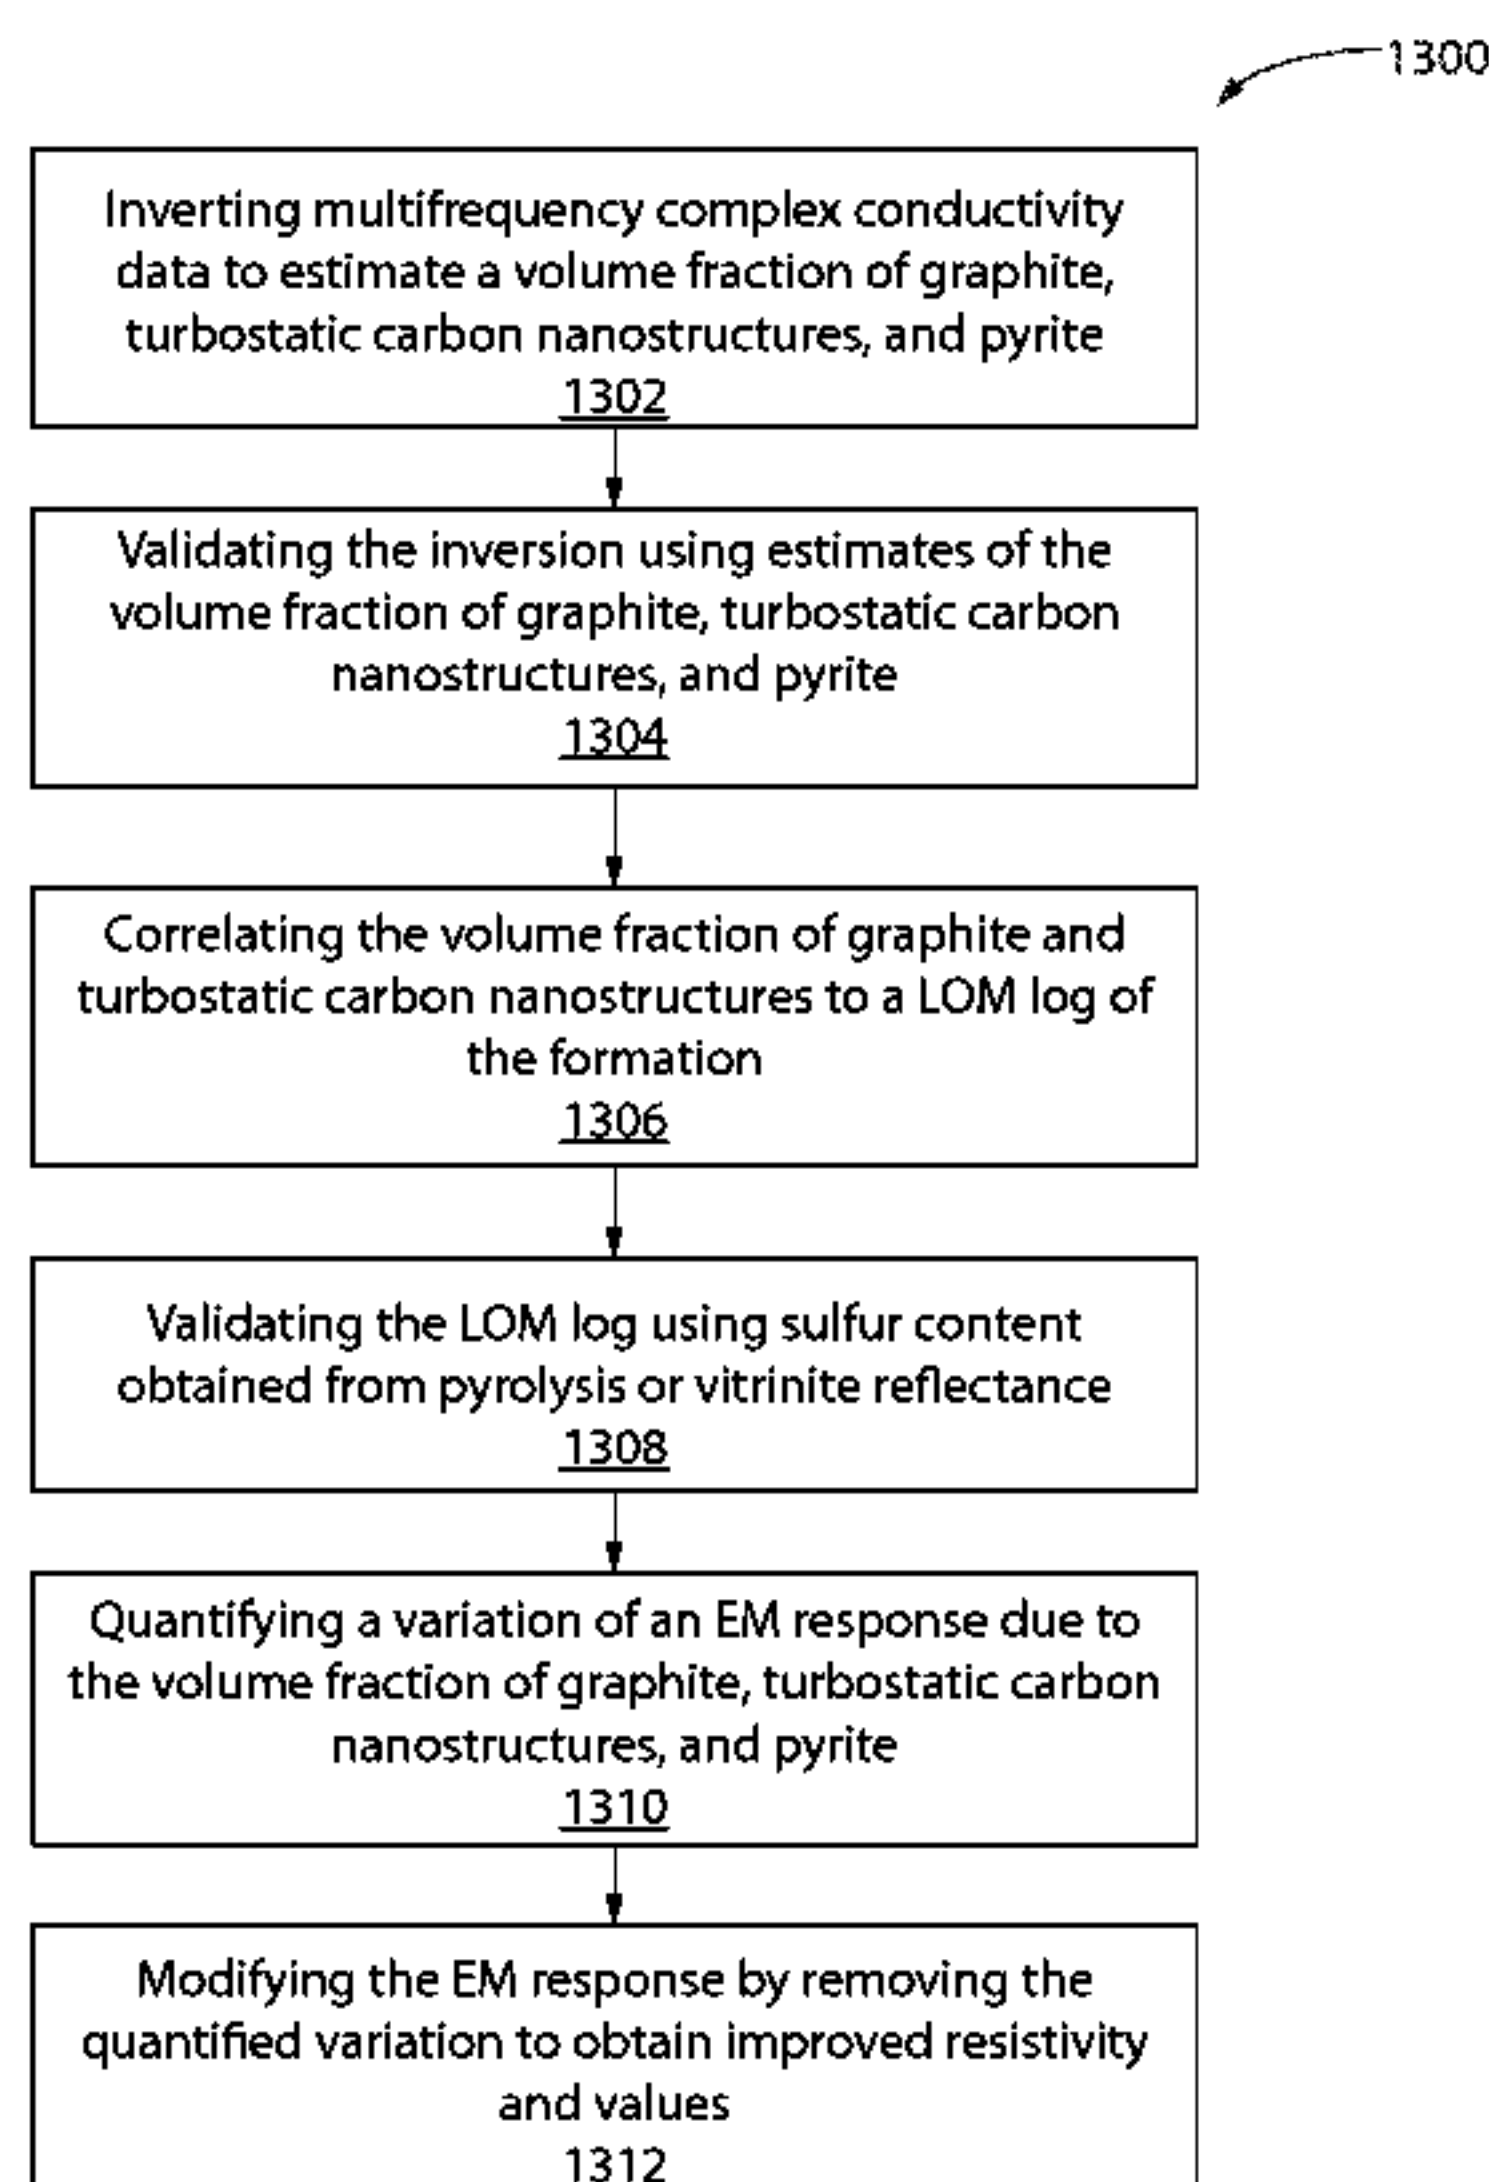 1300
Inverting multifrequency complex conductivity
data to estimate a volume fraction of graphite,
turbostatic carbon nanostructures, and pyrite
1302
Validating the inversion using estimates of the
volume fraction of graphite, turbostatic carbon
nanostructures, and pyrite
1304
Correlating the volume fraction of graphite and
turbostatic carbon nanostructures to a LOM log of
the formation
1306
Validating the LOM log using sulfur content
obtained from pyrolysis or vitrinite reflectance
1308
Quantifying a variation of an EM response due to
the volume fraction of graphite, turbostatic carbon
nanostructures, and pyrite
1310
Modifying the EM response by removing the
quantified variation to obtain improved resistivity
and values
1312